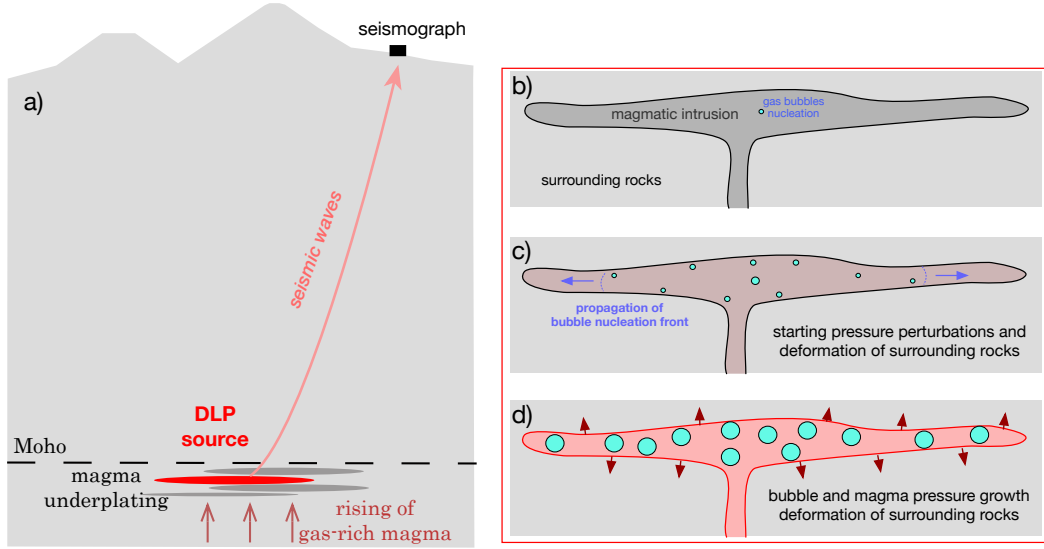 seismograph
a)
seismic waves
DLP
source
Moho
magma
underplating
rising of
gas-rich magma
b)
gas bubbles
nucleation
magmatic intrusion
surrounding rocks
c)
propagation of
bubble nucleation front
starting pressure perturbations and
deformation of surrounding rocks
d)
bubble and magma pressure growth
deformation of surrounding rocks